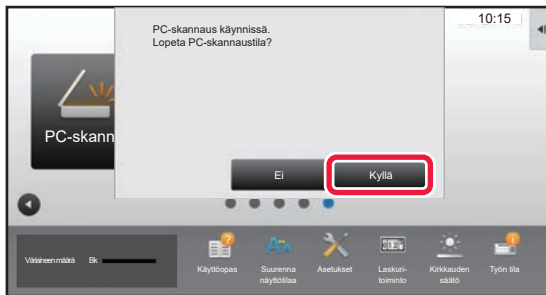 10:15
PC-skannaus käynnissä.
Lopeta PC-skannaustila?
PC-skann
Ei
Kyllä
Väriaineen määrä Bk
Käyttöopas
Suurenna
näyttötilaa
Asetukset
Laskuri-
toiminto
Kirkkauden
säätö
Työn tila